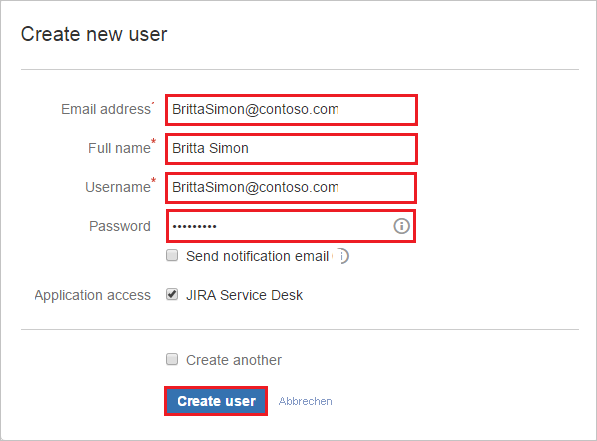 Create new user
Email address* BrittaSimon@contoso.com
Full name* Britta Simon
Username* BrittaSimon@contoso.com
Password •••••••••
Send notification email
Application access JIRA Service Desk
Create another
Create user Abbrechen